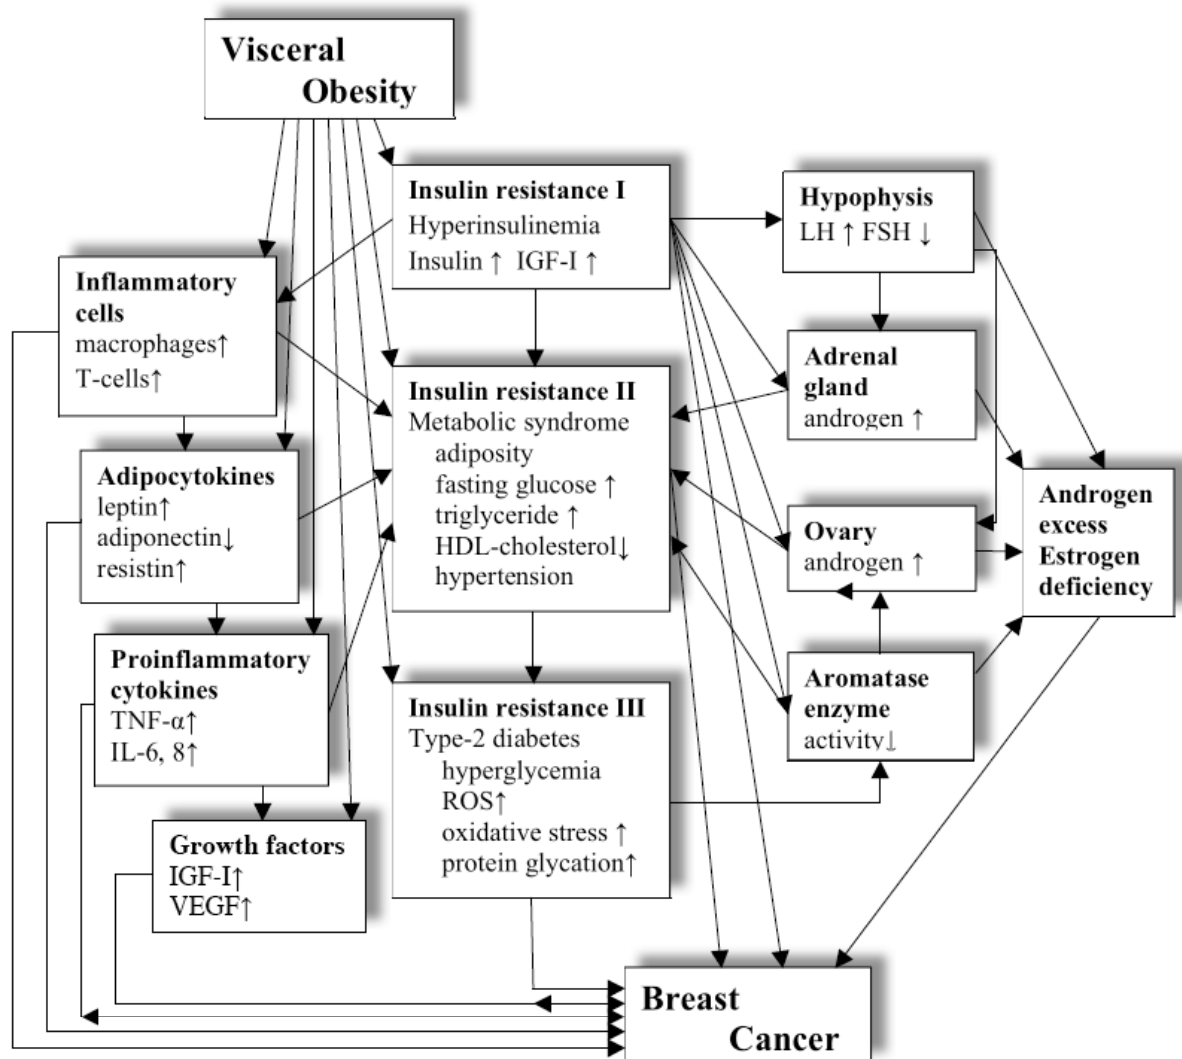 Visceral
Obesity
Insulin resistance I
Hyperinsulinemia
Insulin ↑ IGF-I ↑
Hypophysis
LH ↑ FSH ↓
Inflammatory
cells
macrophages↑
T-cells↑
Adrenal
gland
androgen ↑
Insulin resistance II
Metabolic syndrome
adiposity
fasting glucose ↑
triglyceride ↑
HDL-cholesterol↓
hypertension
Adipocytokines
leptin↑
adiponectin↓
resistin↑
Androgen
excess
Estrogen
deficiency
Ovary
androgen ↑
Proinflammatory
cytokines
TNF-α↑
IL-6, 8↑
Aromatase
enzyme
activity↓
Insulin resistance III
Type-2 diabetes
hyperglycemia
ROS↑
oxidative stress ↑
protein glycation↑
Growth factors
IGF-I↑
VEGF↑
Breast
Cancer